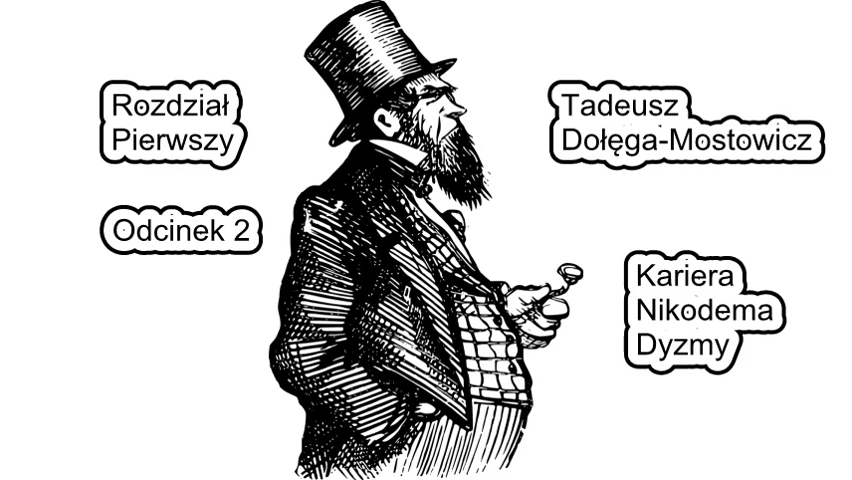 Rozdział
Pierwszy
Odcinek 2
Tadeusz
Dołęga-Mostowicz
Kariera
Nikodema
Dyzmy